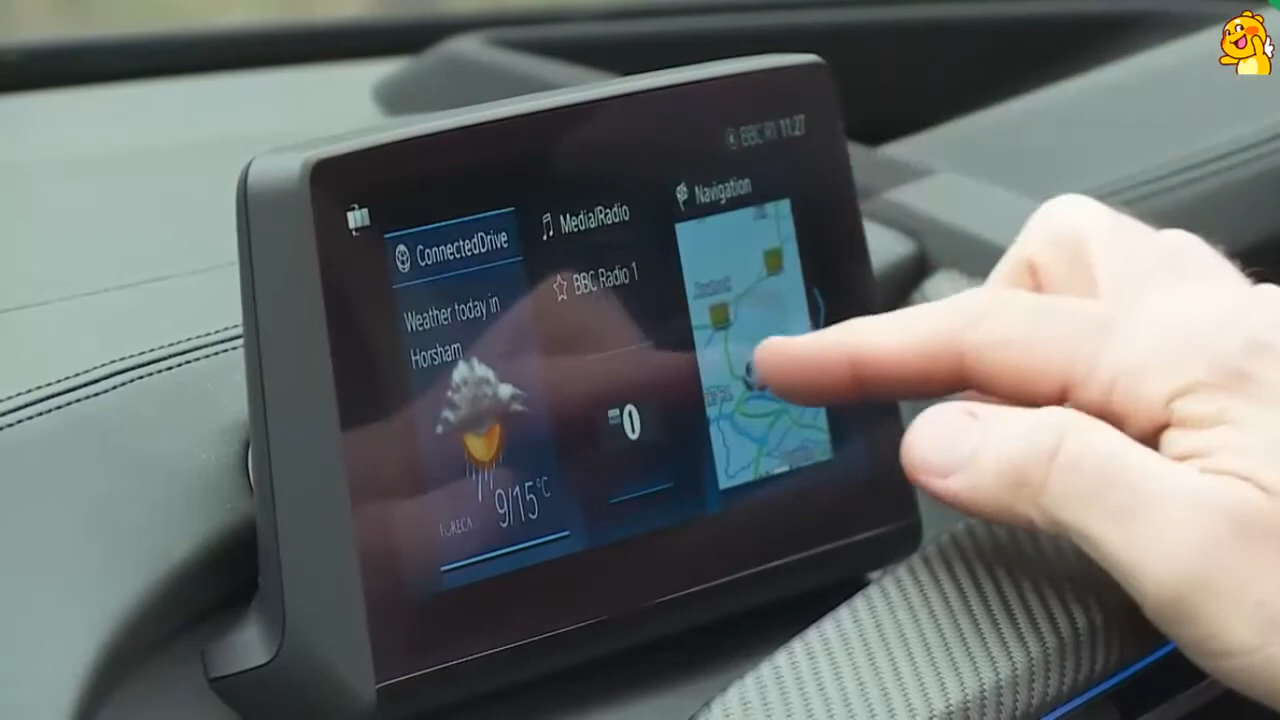 BBC R1 11:27
ConnectedDrive
Weather today in
Horsham
9/15°C
Media/Radio
BBC Radio 1
Navigation